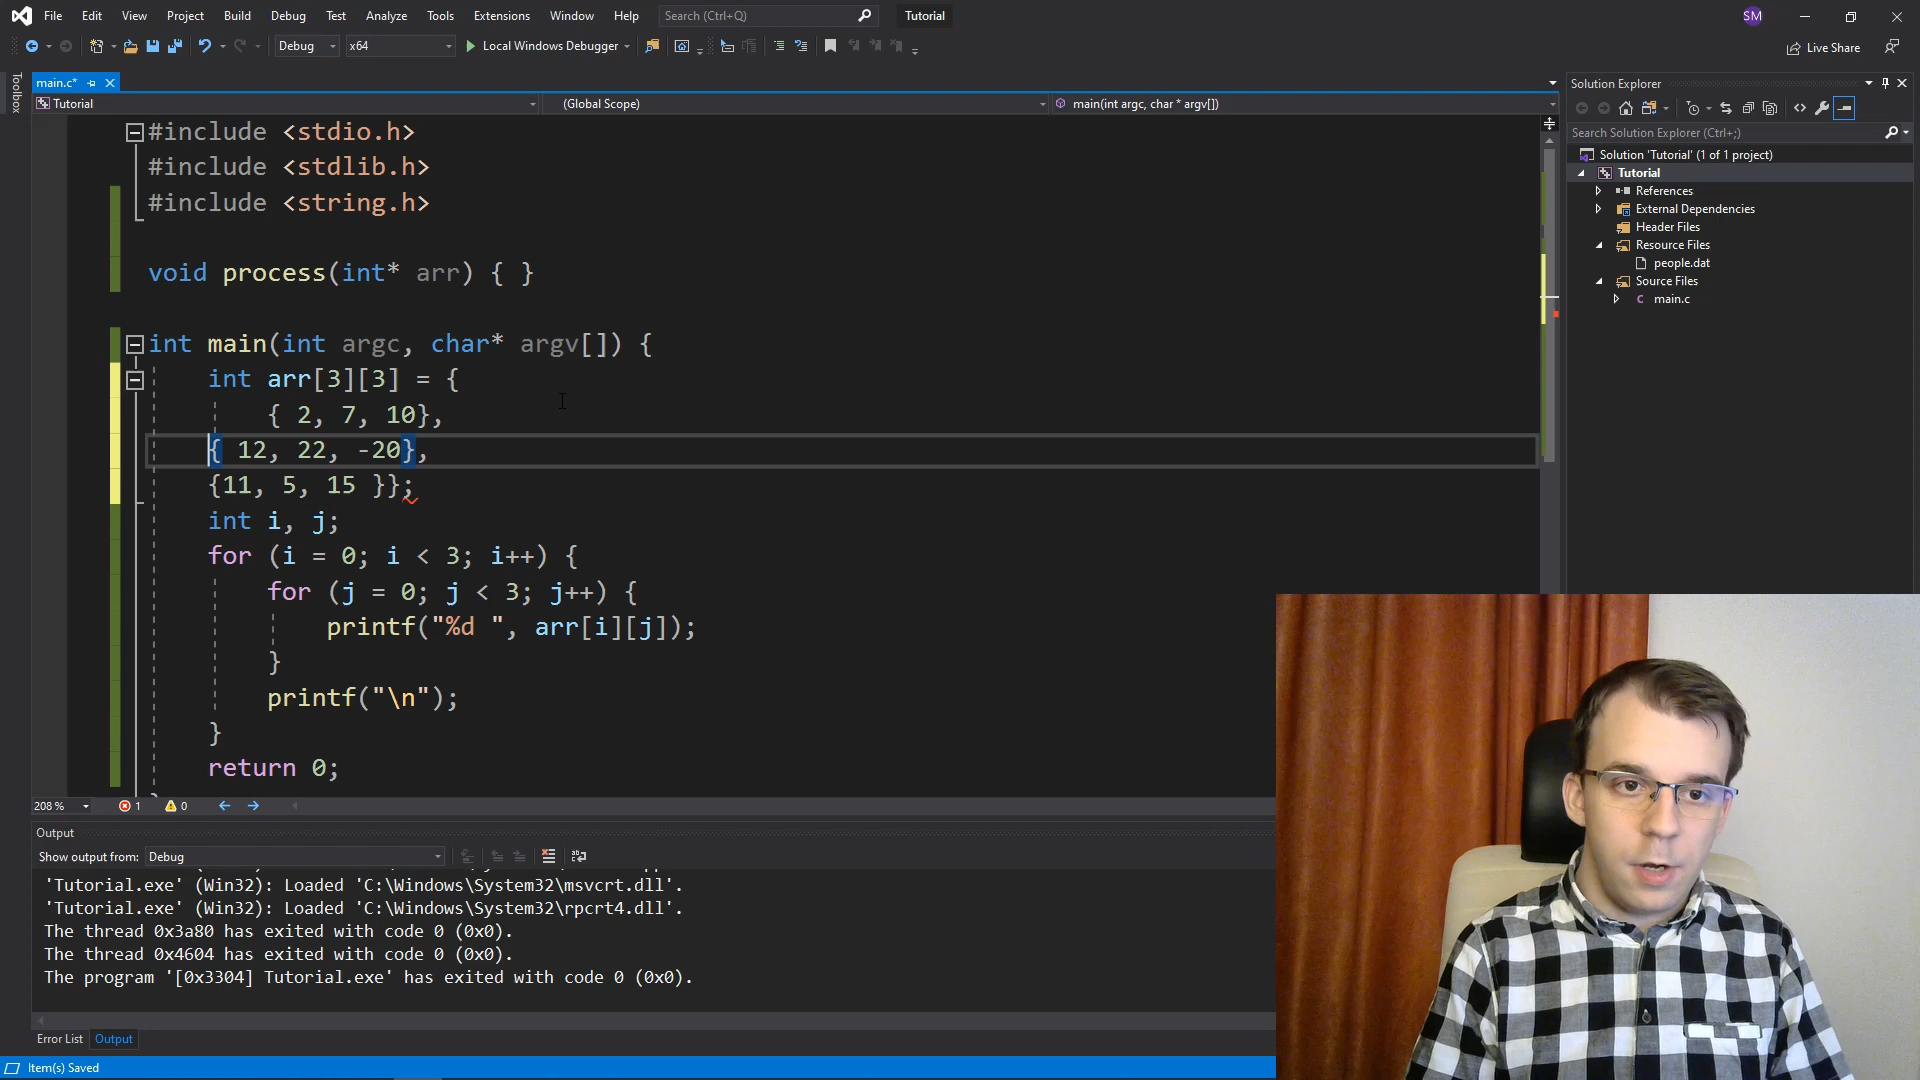 File Edit View Project Build Debug Test Analyze Tools Extensions Window Help Search (Ctrl+Q) Tutorial SM
Debug x64 Local Windows Debugger Live Share
Toolbox
main.c*
Tutorial (Global Scope) main(int argc, char * argv[])
#include <stdio.h>
#include <stdlib.h>
#include <string.h>
void process(int* arr) { }
int main(int argc, char* argv[]) {
int arr[3][3] = {
{ 2, 7, 10},
{ 12, 22, -20},
{11, 5, 15 }};
int i, j;
for (i = 0; i < 3; i++) {
for (j = 0; j < 3; j++) {
printf("%d ", arr[i][j]);
}
printf("\n");
}
return 0;
208 % 1 0
Output
Show output from: Debug
'Tutorial.exe' (Win32): Loaded 'C:\Windows\System32\msvcrt.dll'.
'Tutorial.exe' (Win32): Loaded 'C:\Windows\System32\rpcrt4.dll'.
The thread 0x3a80 has exited with code 0 (0x0).
The thread 0x4604 has exited with code 0 (0x0).
The program '[0x3304] Tutorial.exe' has exited with code 0 (0x0).
Error List Output
Item(s) Saved
Solution Explorer
Search Solution Explorer (Ctrl+;)
Solution 'Tutorial' (1 of 1 project)
Tutorial
References
External Dependencies
Header Files
Resource Files
people.dat
Source Files
main.c